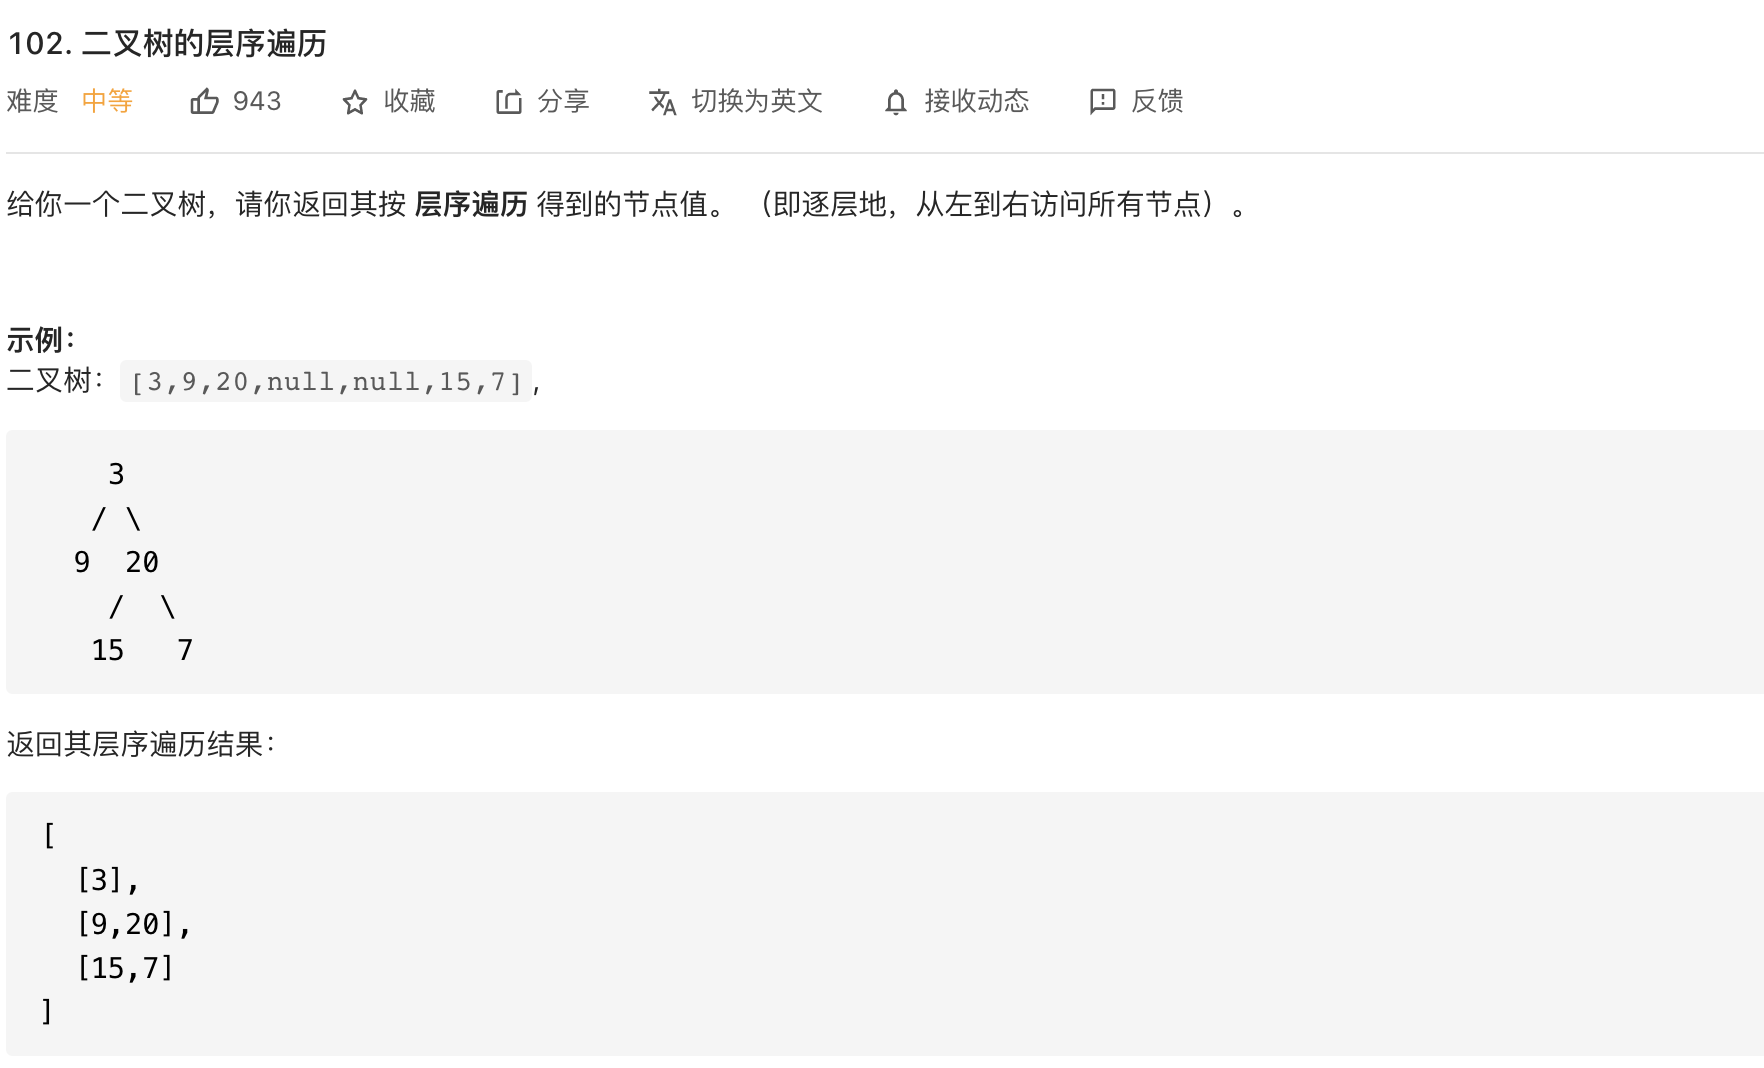 102. 二叉树的层序遍历
难度 中等 943 收藏 分享 切换为英文 接收动态 反馈
给你一个二叉树，请你返回其按 层序遍历 得到的节点值。 （即逐层地，从左到右访问所有节点）。
示例：
二叉树：[3,9,20,null,null,15,7],
3
/ \
9  20
/  \
15   7
返回其层序遍历结果：
[
[3],
[9,20],
[15,7]
]